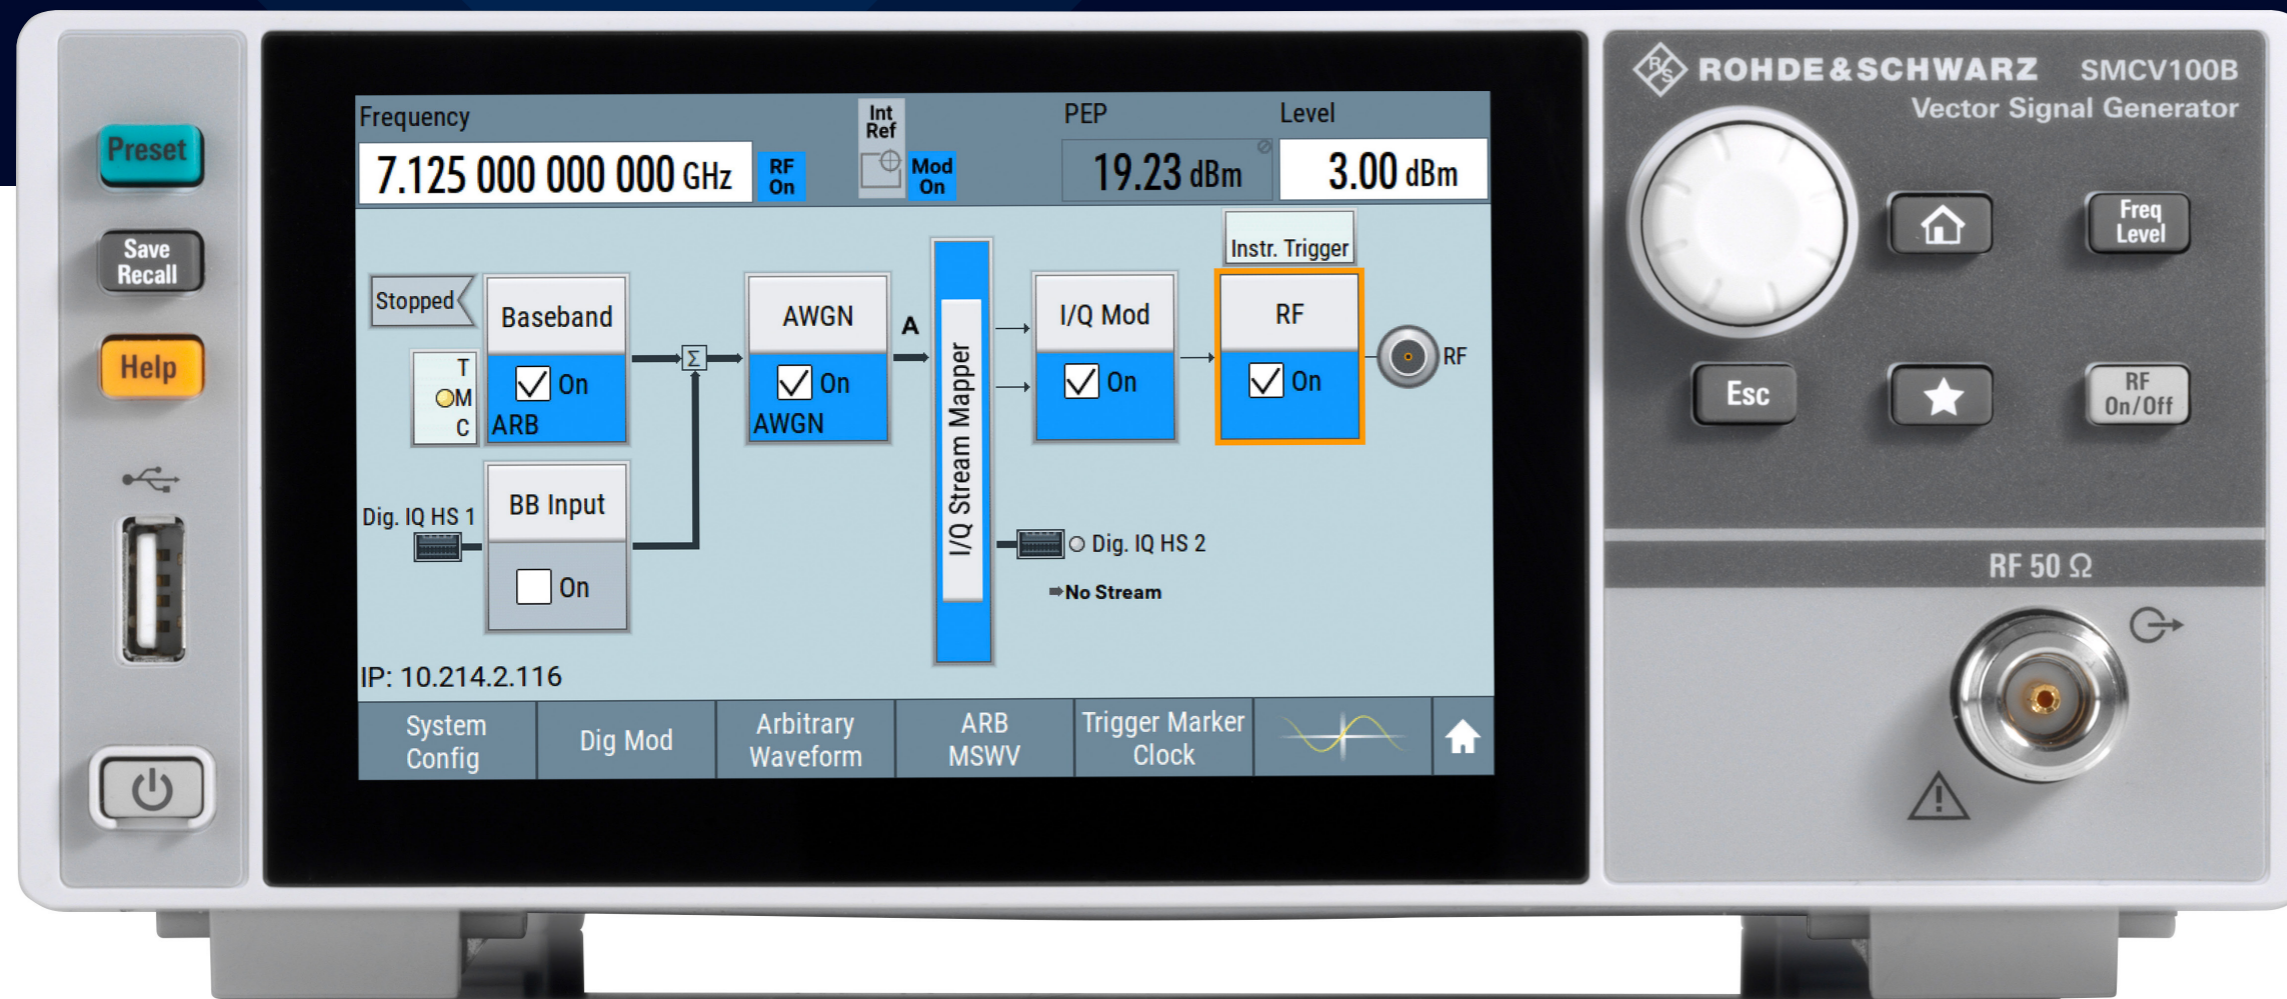 Preset
Save
Recall
Help
Frequency
7.125 000 000 000 GHz
RF
On
Int
Ref
Mod
On
PEP
19.23 dBm
Level
3.00 dBm
Stopped
Baseband
On
ARB
T
M
C
Σ
AWGN
On
AWGN
A
I/Q Stream Mapper
I/Q Mod
On
Instr. Trigger
RF
On
RF
Dig. IQ HS 1
BB Input
On
Dig. IQ HS 2
No Stream
IP: 10.214.2.116
System
Config
Dig Mod
Arbitrary
Waveform
ARB
MSWV
Trigger Marker
Clock
R&S
ROHDE&SCHWARZ SMCV100B
Vector Signal Generator
Freq
Level
Esc
RF
On/Off
RF 50 Ω